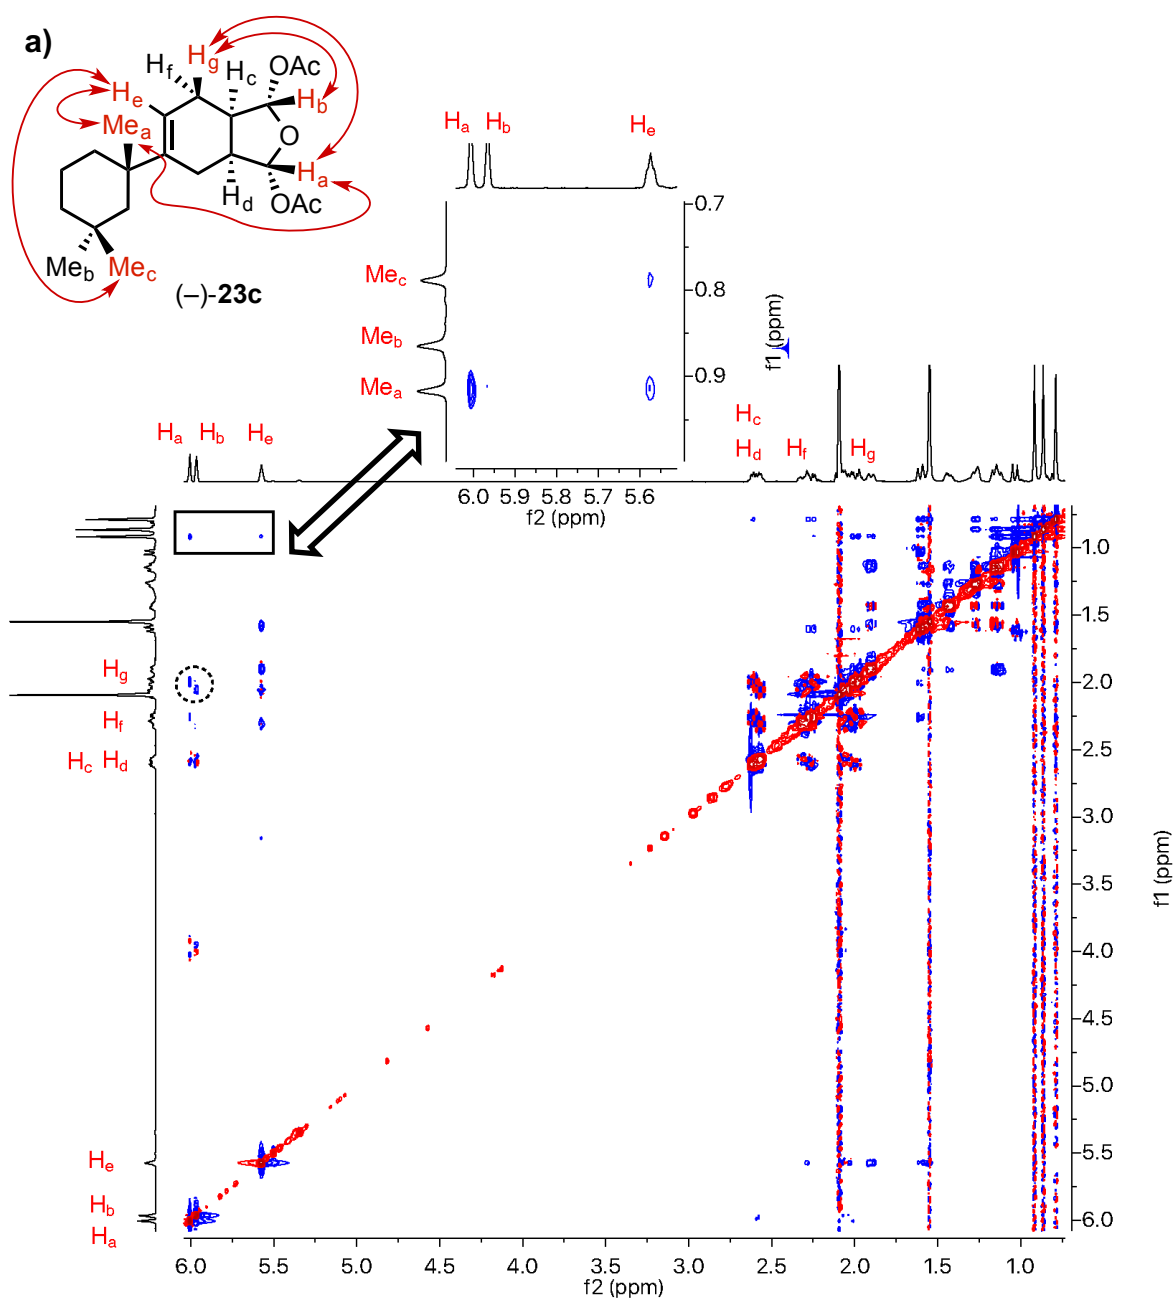 a)
Hf Hg Hc OAc
He Hb
Mea O
Ha
Hd OAc
Meb Mec
(–)-23c
Ha Hb He
0.7
Mec
0.8
Meb
f1 (ppm)
Mea
0.9
6.0 5.9 5.8 5.7 5.6
f2 (ppm)
Ha Hb He
Hc
Hd Hf Hg
1.0
1.5
Hg
2.0
Hf
2.5
Hc Hd
3.0
3.5
f1 (ppm)
4.0
4.5
5.0
5.5
He
Hb
6.0
Ha
6.0 5.5 5.0 4.5 4.0 3.5 3.0 2.5 2.0 1.5 1.0
f2 (ppm)